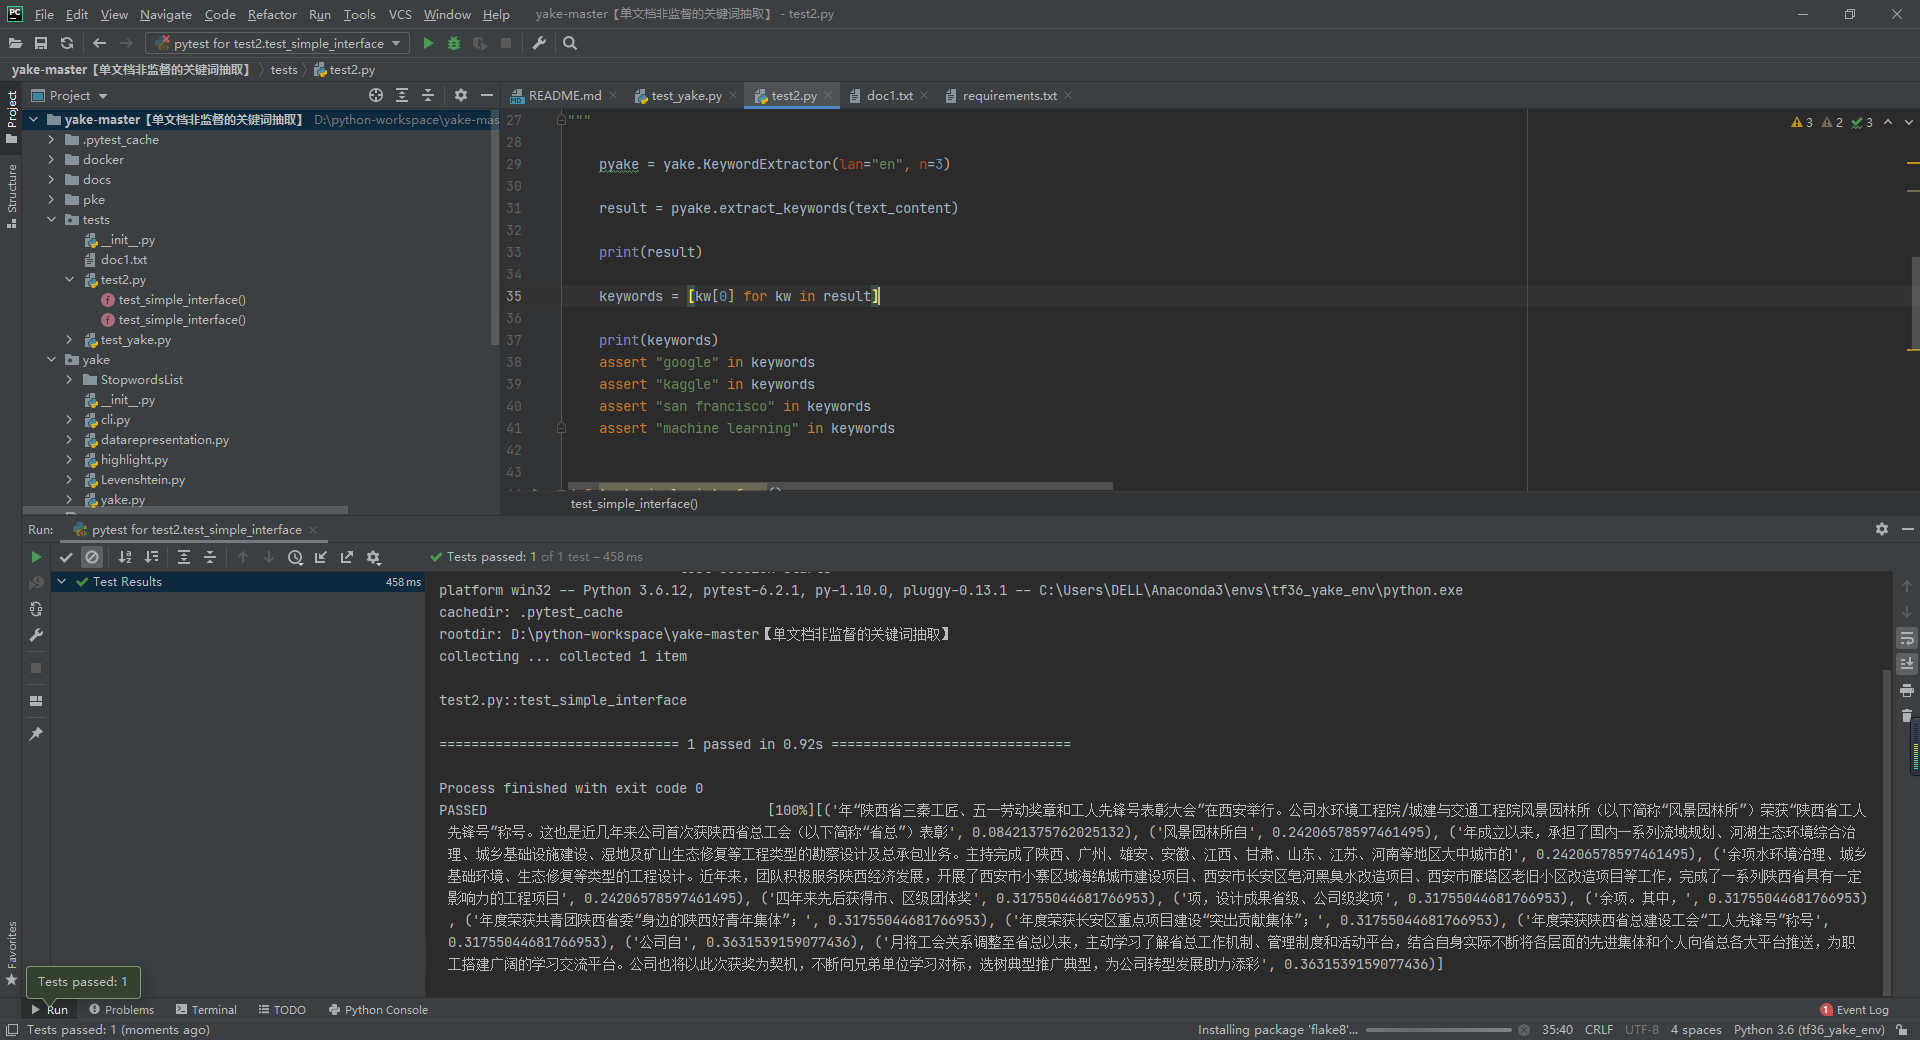 File Edit View Navigate Code Refactor Run Tools VCS Window Help yake-master【单文档非监督的关键词抽取】 - test2.py
pytest for test2.test_simple_interface
yake-master【单文档非监督的关键词抽取】 tests test2.py
Project
README.md test_yake.py test2.py doc1.txt requirements.txt
Project
Structure
Favorites
yake-master【单文档非监督的关键词抽取】 D:\python-workspace\yake-mas
.pytest_cache
docker
docs
pke
tests
__init__.py
doc1.txt
test2.py
test_simple_interface()
test_simple_interface()
test_yake.py
yake
StopwordsList
__init__.py
cli.py
datarepresentation.py
highlight.py
Levenshtein.py
yake.py
27 """
28
29 pyake = yake.KeywordExtractor(lan="en", n=3)
30
31 result = pyake.extract_keywords(text_content)
32
33 print(result)
34
35 keywords = [kw[0] for kw in result]
36
37 print(keywords)
38 assert "google" in keywords
39 assert "kaggle" in keywords
40 assert "san francisco" in keywords
41 assert "machine learning" in keywords
42
43
3 2 3
test_simple_interface()
Run: pytest for test2.test_simple_interface
Tests passed: 1 of 1 test – 458 ms
Test Results 458 ms
platform win32 -- Python 3.6.12, pytest-6.2.1, py-1.10.0, pluggy-0.13.1 -- C:\Users\DELL\Anaconda3\envs\tf36_yake_env\python.exe
cachedir: .pytest_cache
rootdir: D:\python-workspace\yake-master【单文档非监督的关键词抽取】
collecting ... collected 1 item
test2.py::test_simple_interface
============================== 1 passed in 0.92s ==============================
Process finished with exit code 0
PASSED [100%][('年“陕西省三秦工匠、五一劳动奖章和工人先锋号表彰大会”在西安举行。公司水环境工程院/城建与交通工程院风景园林所（以下简称“风景园林所”）荣获“陕西省工人
先锋号”称号。这也是近几年来公司首次获陕西省总工会（以下简称“省总”）表彰', 0.08421375762025132), ('风景园林所自', 0.24206578597461495), ('年成立以来，承担了国内一系列流域规划、河湖生态环境综合治
理、城乡基础设施建设、湿地及矿山生态修复等工程类型的勘察设计及总承包业务。主持完成了陕西、广州、雄安、安徽、江西、甘肃、山东、江苏、河南等地区大中城市的', 0.24206578597461495), ('余项水环境治理、城乡
基础环境、生态修复等类型的工程设计。近年来，团队积极服务陕西经济发展，开展了西安市小寨区域海绵城市建设项目、西安市长安区皂河黑臭水改造项目、西安市雁塔区老旧小区改造项目等工作，完成了一系列陕西省具有一定
影响力的工程项目', 0.24206578597461495), ('四年来先后获得市、区级团体奖', 0.31755044681766953), ('项，设计成果省级、公司级奖项', 0.31755044681766953), ('余项。其中，', 0.31755044681766953)
, ('年度荣获共青团陕西省委“身边的陕西好青年集体”；', 0.31755044681766953), ('年度荣获长安区重点项目建设“突出贡献集体”；', 0.31755044681766953), ('年度荣获陕西省总建设工会“工人先锋号”称号',
0.31755044681766953), ('公司自', 0.3631539159077436), ('月将工会关系调整至省总以来，主动学习了解省总工作机制、管理制度和活动平台，结合自身实际不断将各层面的先进集体和个人向省总各大平台推送，为职
工搭建广阔的学习交流平台。公司也将以此次获奖为契机，不断向兄弟单位学习对标，选树典型推广典型，为公司转型发展助力添彩', 0.3631539159077436)]
Tests passed: 1
Run Problems Terminal TODO Python Console 1 Event Log
Tests passed: 1 (moments ago) Installing package 'flake8'... 35:40 CRLF UTF-8 4 spaces Python 3.6 (tf36_yake_env)